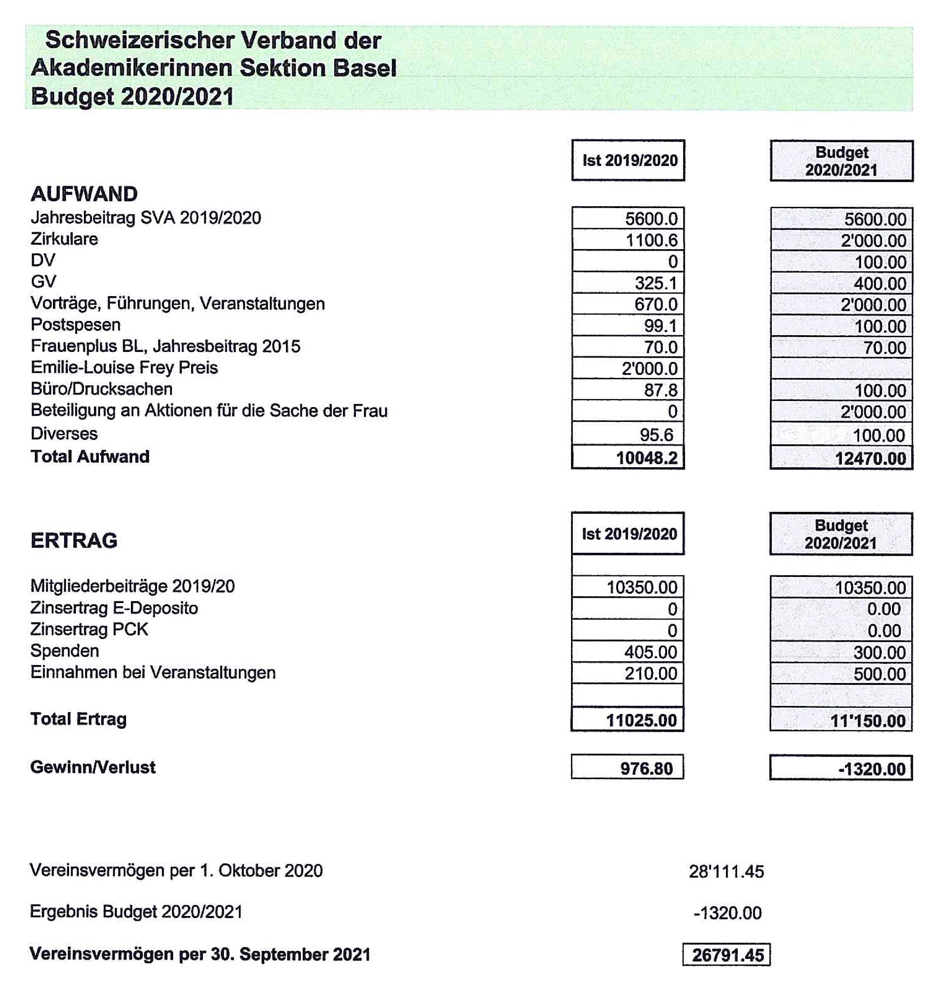 Schweizerischer Verband der
Akademikerinnen Sektion Basel
Budget 2020/2021
Ist 2019/2020 Budget 2020/2021
AUFWAND
Jahresbeitrag SVA 2019/2020 5600.0 5600.00
Zirkulare 1100.6 2'000.00
DV 0 100.00
GV 325.1 400.00
Vorträge, Führungen, Veranstaltungen 670.0 2'000.00
Postspesen 99.1 100.00
Frauenplus BL, Jahresbeitrag 2015 70.0 70.00
Emilie-Louise Frey Preis 2'000.0
Büro/Drucksachen 87.8 100.00
Beteiligung an Aktionen für die Sache der Frau 0 2'000.00
Diverses 95.6 100.00
Total Aufwand 10048.2 12470.00
ERTRAG Ist 2019/2020 Budget 2020/2021
Mitgliederbeiträge 2019/20 10350.00 10350.00
Zinsertrag E-Deposito 0 0.00
Zinsertrag PCK 0 0.00
Spenden 405.00 300.00
Einnahmen bei Veranstaltungen 210.00 500.00
Total Ertrag 11025.00 11'150.00
Gewinn/Verlust 976.80 -1320.00
Vereinsvermögen per 1. Oktober 2020 28'111.45
Ergebnis Budget 2020/2021 -1320.00
Vereinsvermögen per 30. September 2021 26791.45